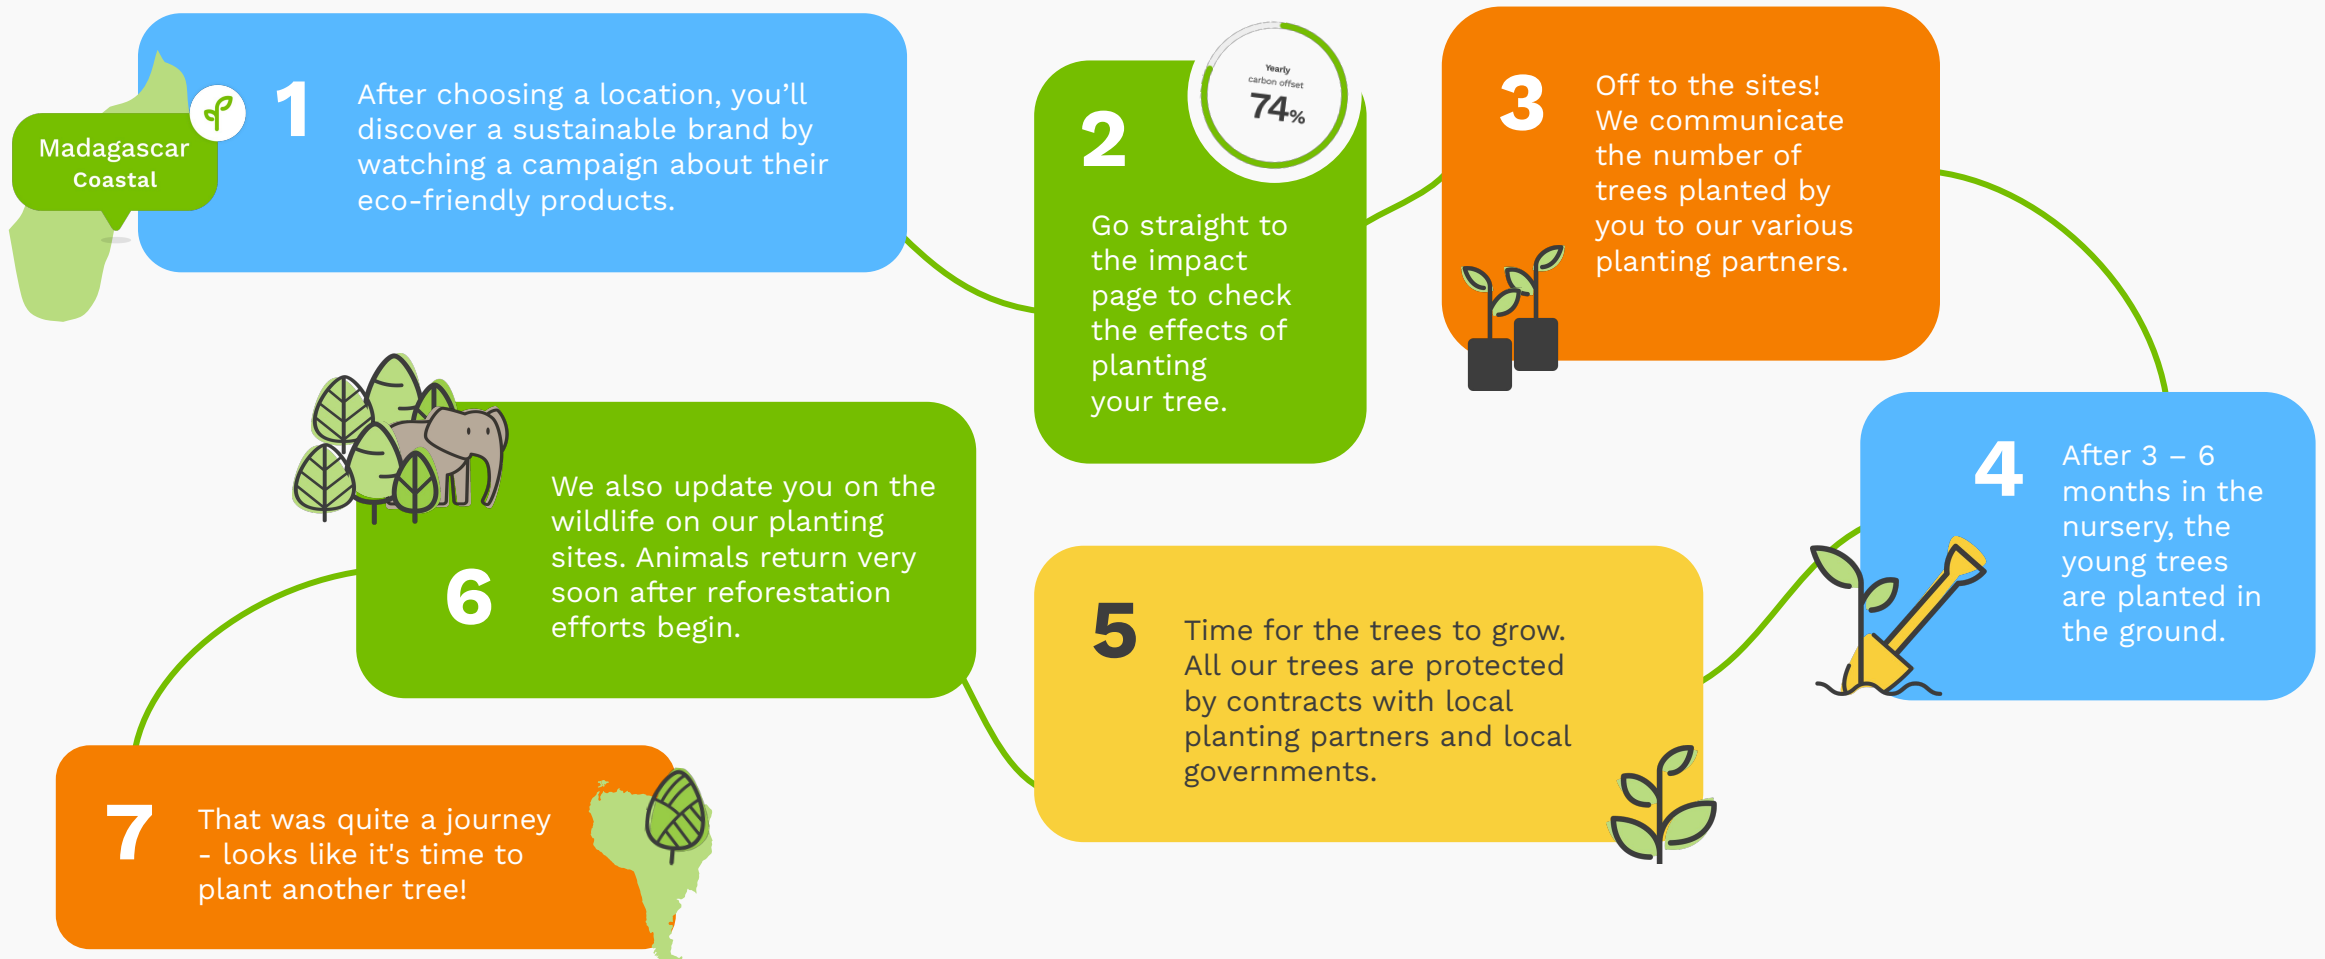 Madagascar
Coastal
1
After choosing a location, you’ll
discover a sustainable brand by
watching a campaign about their
eco-friendly products.
Yearly
carbon offset
74%
2
Go straight to
the impact
page to check
the effects of
planting
your tree.
3
Off to the sites!
We communicate
the number of
trees planted by
you to our various
planting partners.
4
After 3 – 6
months in the
nursery, the
young trees
are planted in
the ground.
5
Time for the trees to grow.
All our trees are protected
by contracts with local
planting partners and local
governments.
6
We also update you on the
wildlife on our planting
sites. Animals return very
soon after reforestation
efforts begin.
7
That was quite a journey
- looks like it's time to
plant another tree!